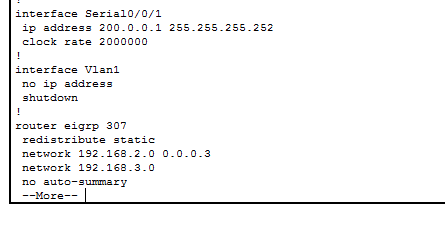 !
interface Serial0/0/1
 ip address 200.0.0.1 255.255.255.252
 clock rate 2000000
!
interface Vlan1
 no ip address
 shutdown
!
router eigrp 307
 redistribute static
 network 192.168.2.0 0.0.0.3
 network 192.168.3.0
 no auto-summary
 --More--